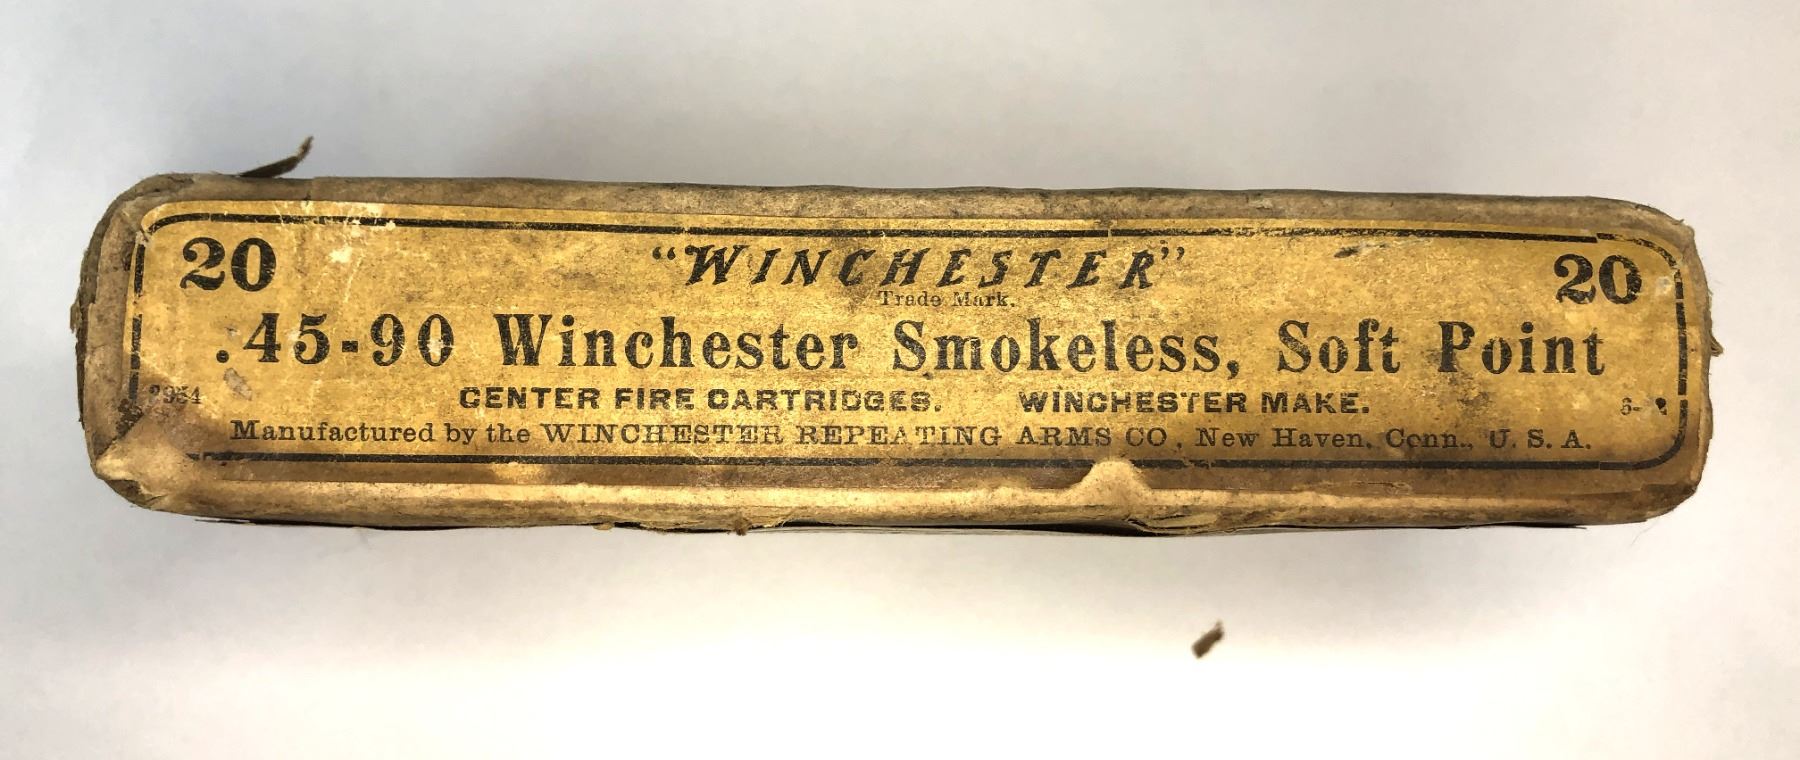 20 "WINCHESTER" 20
Trade Mark.
.45-90 Winchester Smokeless, Soft Point
CENTER FIRE CARTRIDGES. WINCHESTER MAKE.
Manufactured by the WINCHESTER REPEATING ARMS CO., New Haven, Conn., U. S. A.